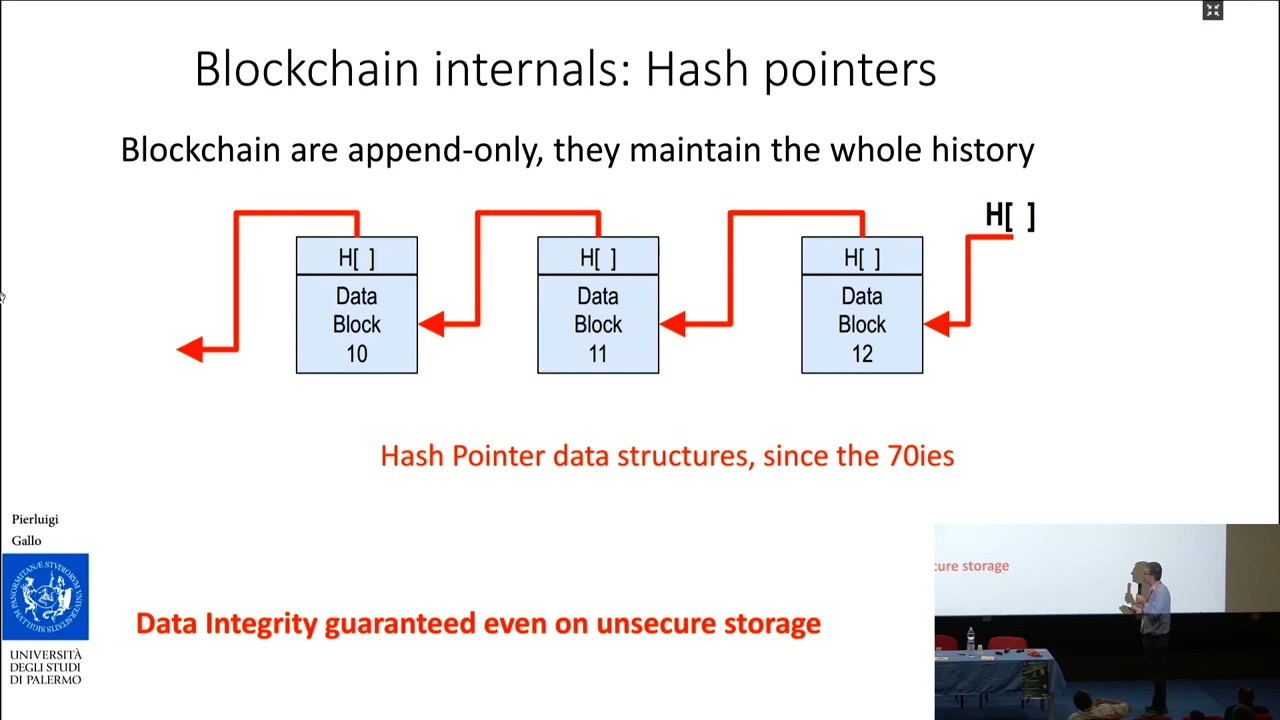 Blockchain internals: Hash pointers
Blockchain are append-only, they maintain the whole history
H[ ]
H[ ]
Data
Block
10
H[ ]
Data
Block
11
H[ ]
Data
Block
12
Hash Pointer data structures, since the 70ies
Pierluigi
Gallo
Data Integrity guaranteed even on unsecure storage
UNIVERSITÀ
DEGLI STUDI
DI PALERMO
cure storage